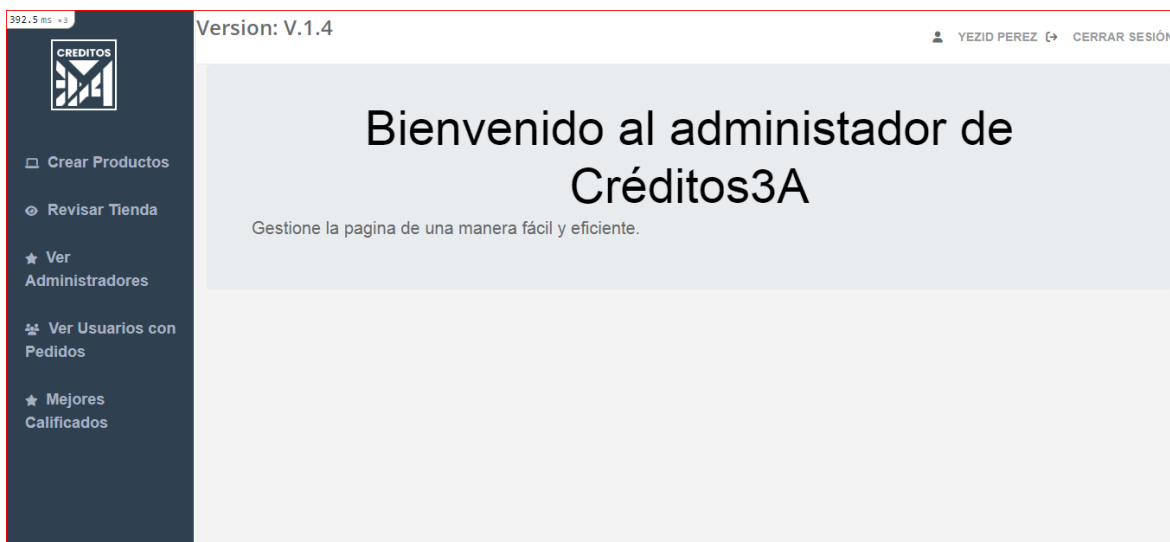 392.5 ms ×3
CREDITOS
Version: V.1.4
YEZID PEREZ CERRAR SESIÓN
Crear Productos
Revisar Tienda
Ver
Administradores
Ver Usuarios con
Pedidos
Mejores
Calificados
Bienvenido al administador de
Créditos3A
Gestione la pagina de una manera fácil y eficiente.